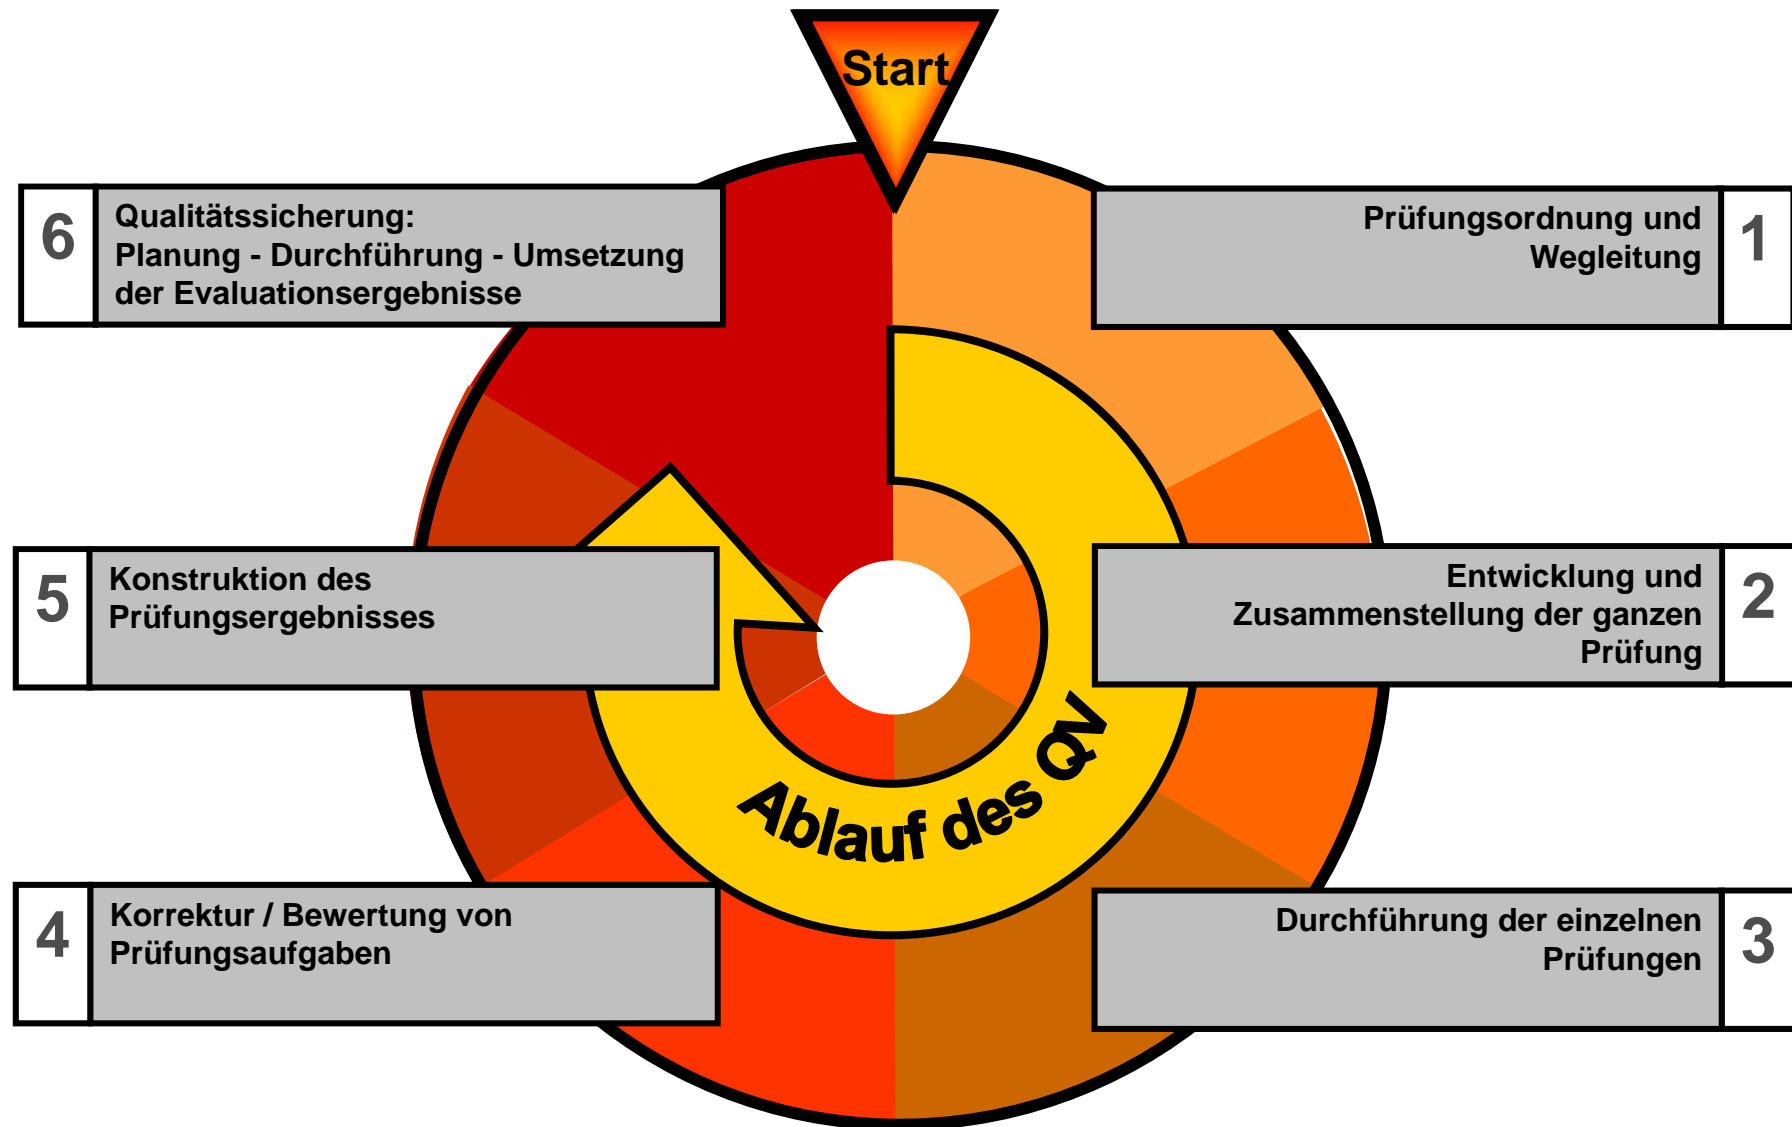 Start
1
Prüfungsordnung und
Wegleitung
2
Entwicklung und
Zusammenstellung der ganzen
Prüfung
3
Durchführung der einzelnen
Prüfungen
4
Korrektur / Bewertung von
Prüfungsaufgaben
5
Konstruktion des
Prüfungsergebnisses
6
Qualitätssicherung:
Planung - Durchführung - Umsetzung
der Evaluationsergebnisse
Ablauf des QV